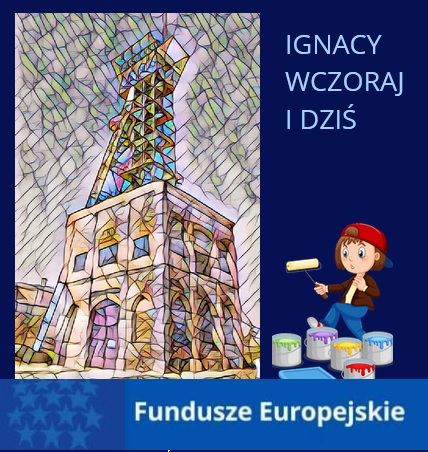 IGNACY
WCZORAJ
I DZIŚ
Fundusze Europejskie